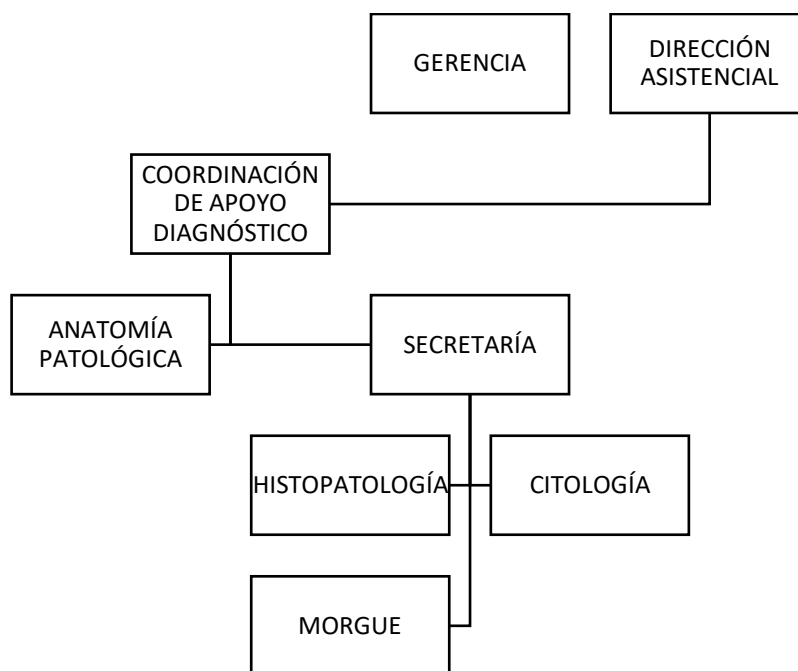 GERENCIA
DIRECCIÓN
ASISTENCIAL
COORDINACIÓN
DE APOYO
DIAGNÓSTICO
ANATOMÍA
PATOLÓGICA
SECRETARÍA
HISTOPATOLOGÍA
CITOLOGÍA
MORGUE